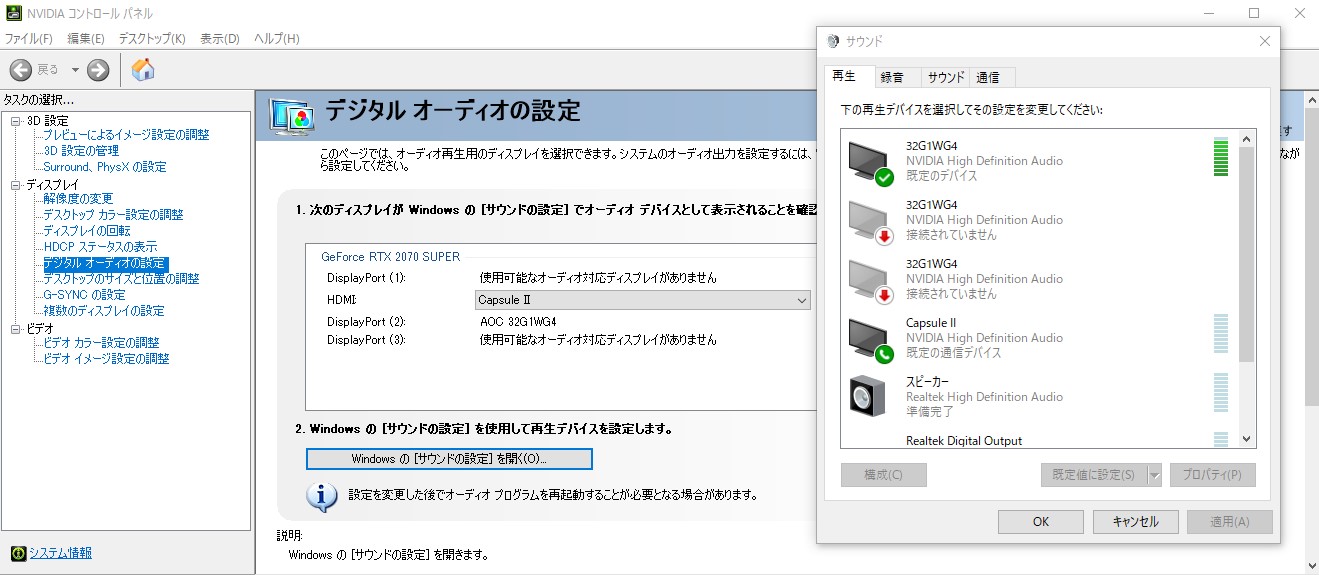 NVIDIA コントロール パネル
ファイル(F) 編集(E) デスクトップ(K) 表示(D) ヘルプ(H)
戻る
タスクの選択...
3D 設定
プレビューによるイメージ設定の調整
3D 設定の管理
Surround、PhysX の設定
ディスプレイ
解像度の変更
デスクトップ カラー設定の調整
ディスプレイの回転
HDCP ステータスの表示
デジタル オーディオの設定
デスクトップのサイズと位置の調整
G-SYNC の設定
複数のディスプレイの設定
ビデオ
ビデオ カラー設定の調整
ビデオ イメージ設定の調整
システム情報
デジタル オーディオの設定
す
このページでは、オーディオ再生用のディスプレイを選択できます。システムのオーディオ出力を設定するには、
なが
ら設定してください。
1. 次のディスプレイが Windows の [サウンドの設定] でオーディオ デバイスとして表示されることを確認
GeForce RTX 2070 SUPER
DisplayPort (1): 使用可能なオーディオ対応ディスプレイがありません
HDMI: Capsule II
DisplayPort (2): AOC 32G1WG4
DisplayPort (3): 使用可能なオーディオ対応ディスプレイがありません
2. Windows の [サウンドの設定] を使用して再生デバイスを設定します。
Windows の [サウンドの設定] を開く(O)...
設定を変更した後でオーディオ プログラムを再起動することが必要となる場合があります。
説明:
Windows の [サウンドの設定] を開きます。
サウンド
再生 録音 サウンド 通信
下の再生デバイスを選択してその設定を変更してください:
32G1WG4
NVIDIA High Definition Audio
既定のデバイス
32G1WG4
NVIDIA High Definition Audio
接続されていません
32G1WG4
NVIDIA High Definition Audio
接続されていません
Capsule II
NVIDIA High Definition Audio
既定の通信デバイス
スピーカー
Realtek High Definition Audio
準備完了
Realtek Digital Output
構成(C) 既定値に設定(S) プロパティ(P)
OK キャンセル 適用(A)